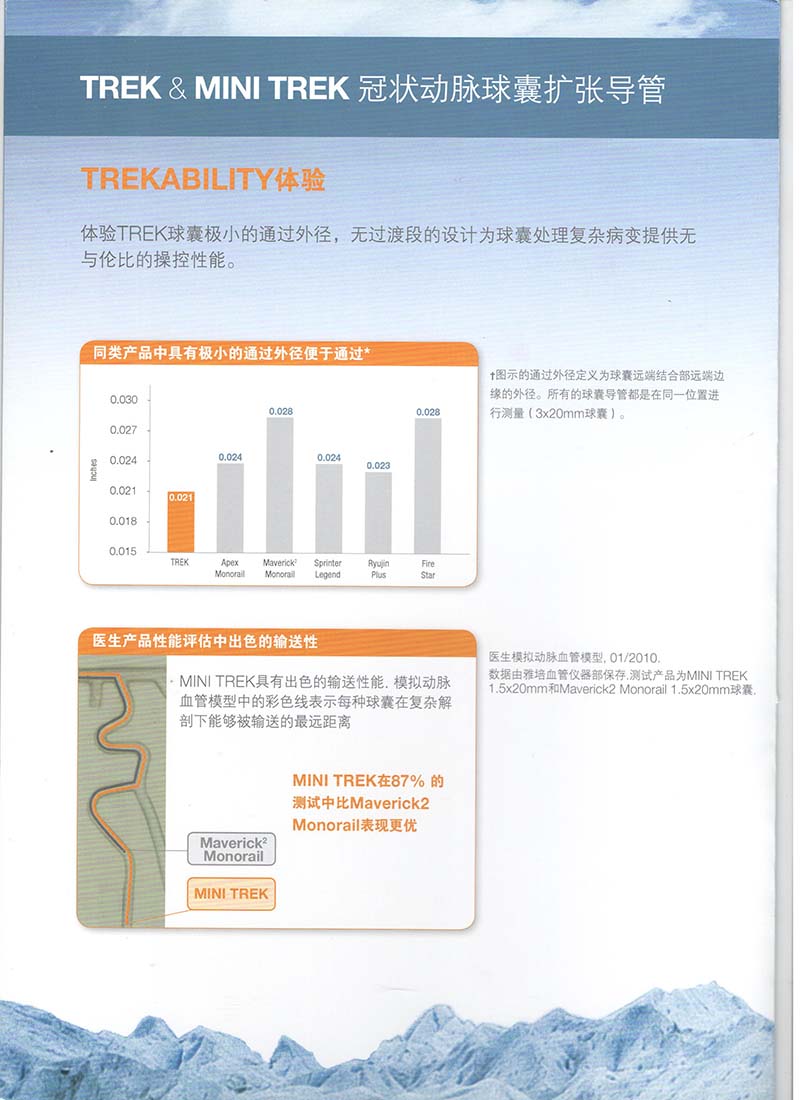 TREK & MINI TREK 冠状动脉球囊扩张导管
TREKABILITY体验
体验TREK球囊极小的通过外径，无过渡段的设计为球囊处理复杂病变提供无
与伦比的操控性能。
同类产品中具有极小的通过外径便于通过*
†图示的通过外径定义为球囊远端结合部远端边
缘的外径。所有的球囊导管都是在同一位置进
行测量（3x20mm球囊）。
Inches
0.030
0.027
0.024
0.021
0.018
0.015
0.021
0.024
0.028
0.024
0.023
0.028
TREK
Apex
Monorail
Maverick²
Monorail
Sprinter
Legend
Ryujin
Plus
Fire
Star
医生产品性能评估中出色的输送性
医生模拟动脉血管模型, 01/2010.
数据由雅培血管仪器部保存.测试产品为MINI TREK
1.5x20mm和Maverick2 Monorail 1.5x20mm球囊.
· MINI TREK具有出色的输送性能. 模拟动脉
血管模型中的彩色线表示每种球囊在复杂解
剖下能够被输送的最远距离
MINI TREK在87% 的
测试中比Maverick2
Monorail表现更优
Maverick²
Monorail
MINI TREK